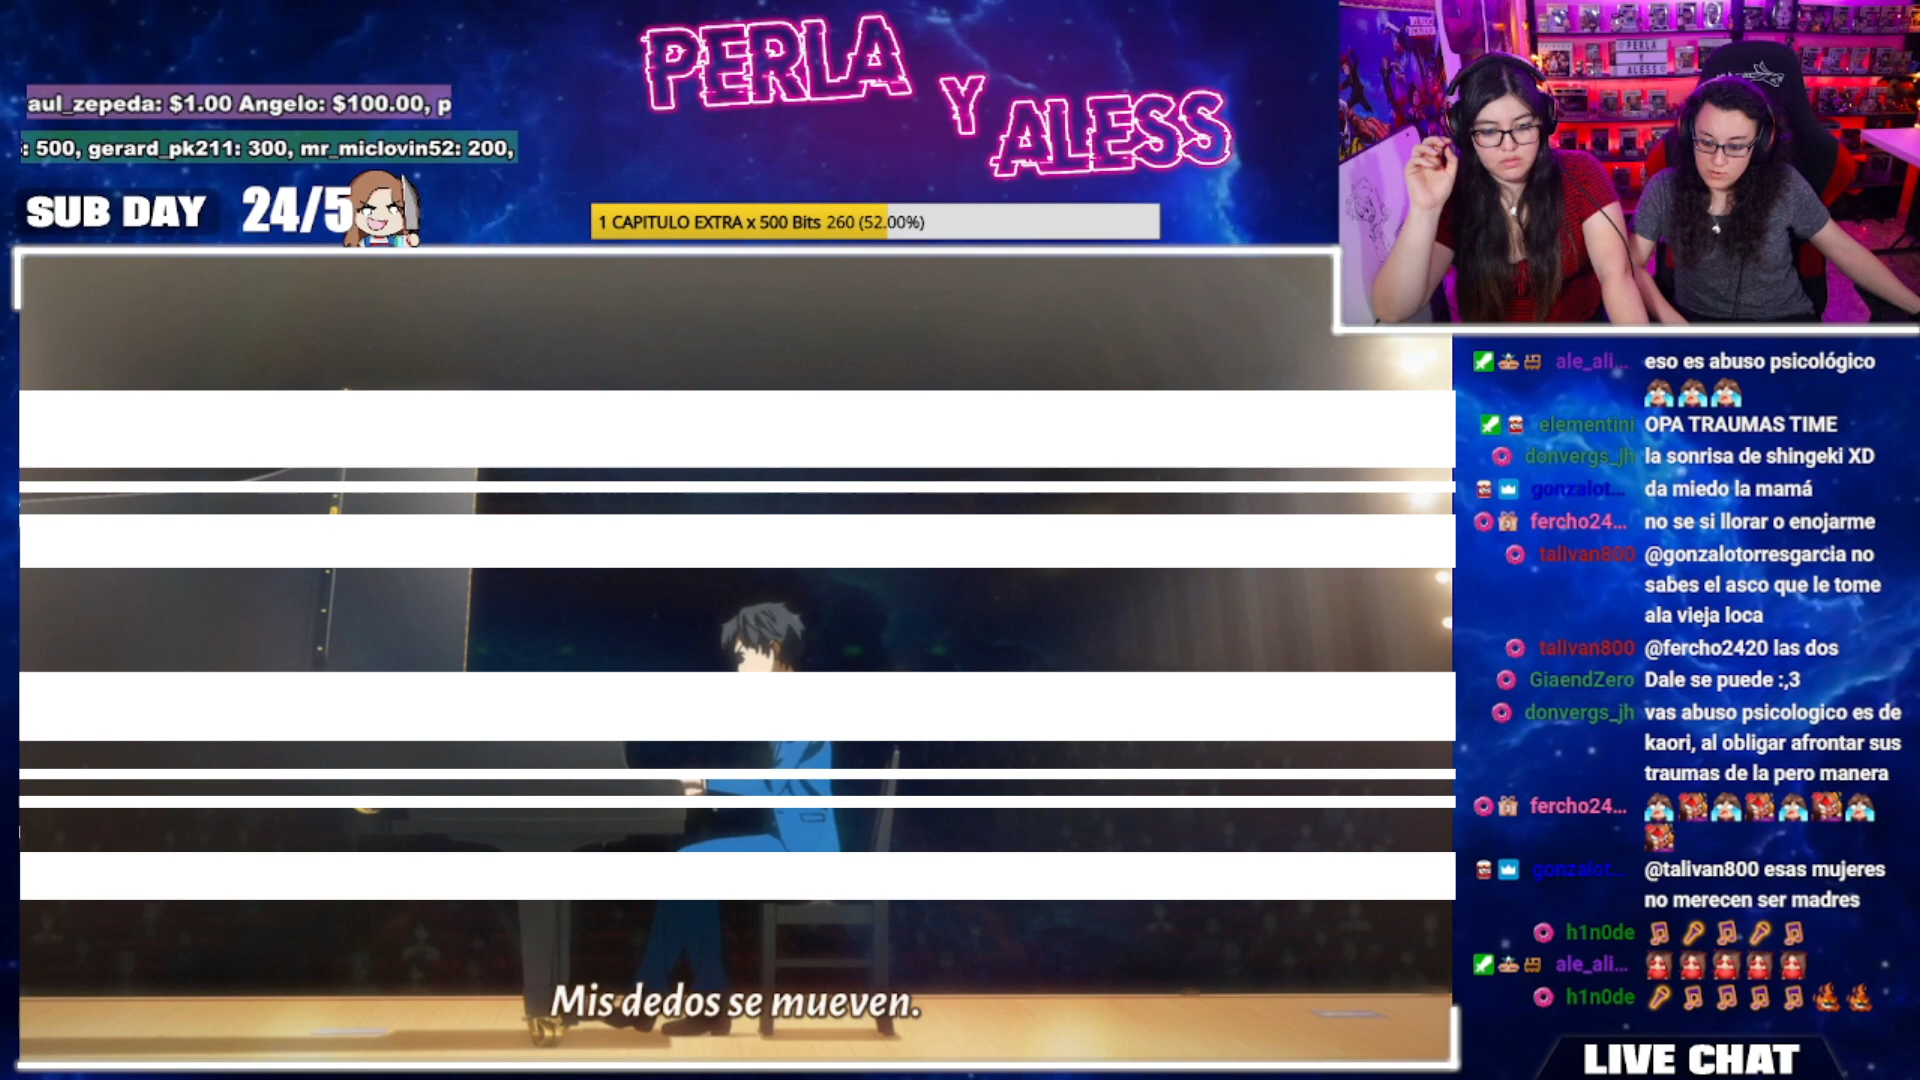 PERLA
Y
ALESS
aul_zepeda: $1.00 Angelo: $100.00, p
: 500, gerard_pk211: 300, mr_miclovin52: 200,
SUB DAY 24/5
1 CAPITULO EXTRA x 500 Bits 260 (52.00%)
PERLA
Y
ALESS
ale_ali... eso es abuso psicológico
elementini OPA TRAUMAS TIME
donvergs_jh la sonrisa de shingeki XD
gonzalot... da miedo la mamá
fercho24... no se si llorar o enojarme
talivan800 @gonzalotorresgarcia no
sabes el asco que le tome
ala vieja loca
talivan800 @fercho2420 las dos
GiaendZero Dale se puede :,3
donvergs_jh vas abuso psicologico es de
kaori, al obligar afrontar sus
traumas de la pero manera
fercho24...
gonzalot... @talivan800 esas mujeres
no merecen ser madres
h1n0de
ale_ali...
h1n0de
Mis dedos se mueven.
LIVE CHAT